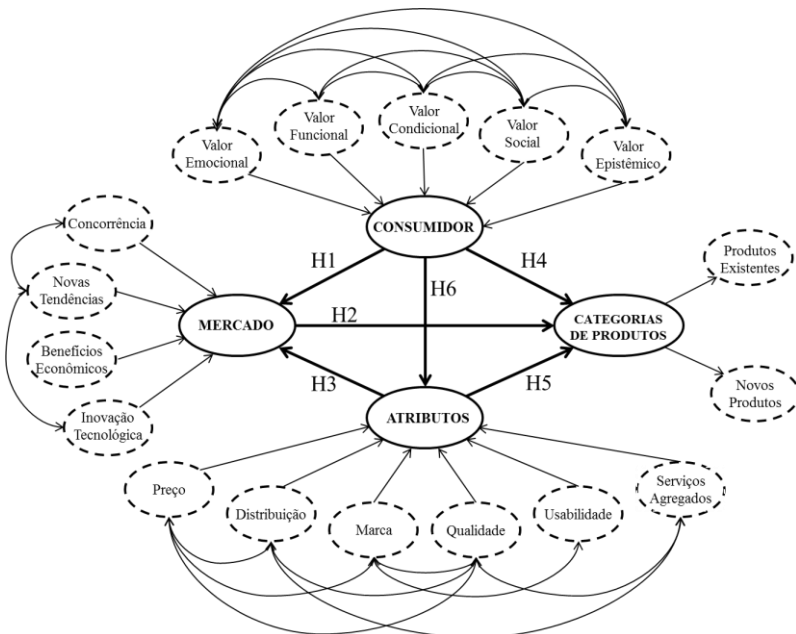 Valor
Emocional
Valor
Funcional
Valor
Condicional
Valor
Social
Valor
Epistêmico
CONSUMIDOR
Concorrência
Novas
Tendências
Benefícios
Econômicos
Inovação
Tecnológica
MERCADO
H1
H4
H6
H2
H3
H5
CATEGORIAS
DE PRODUTOS
Produtos
Existentes
Novos
Produtos
ATRIBUTOS
Preço
Distribuição
Marca
Qualidade
Usabilidade
Serviços
Agregados